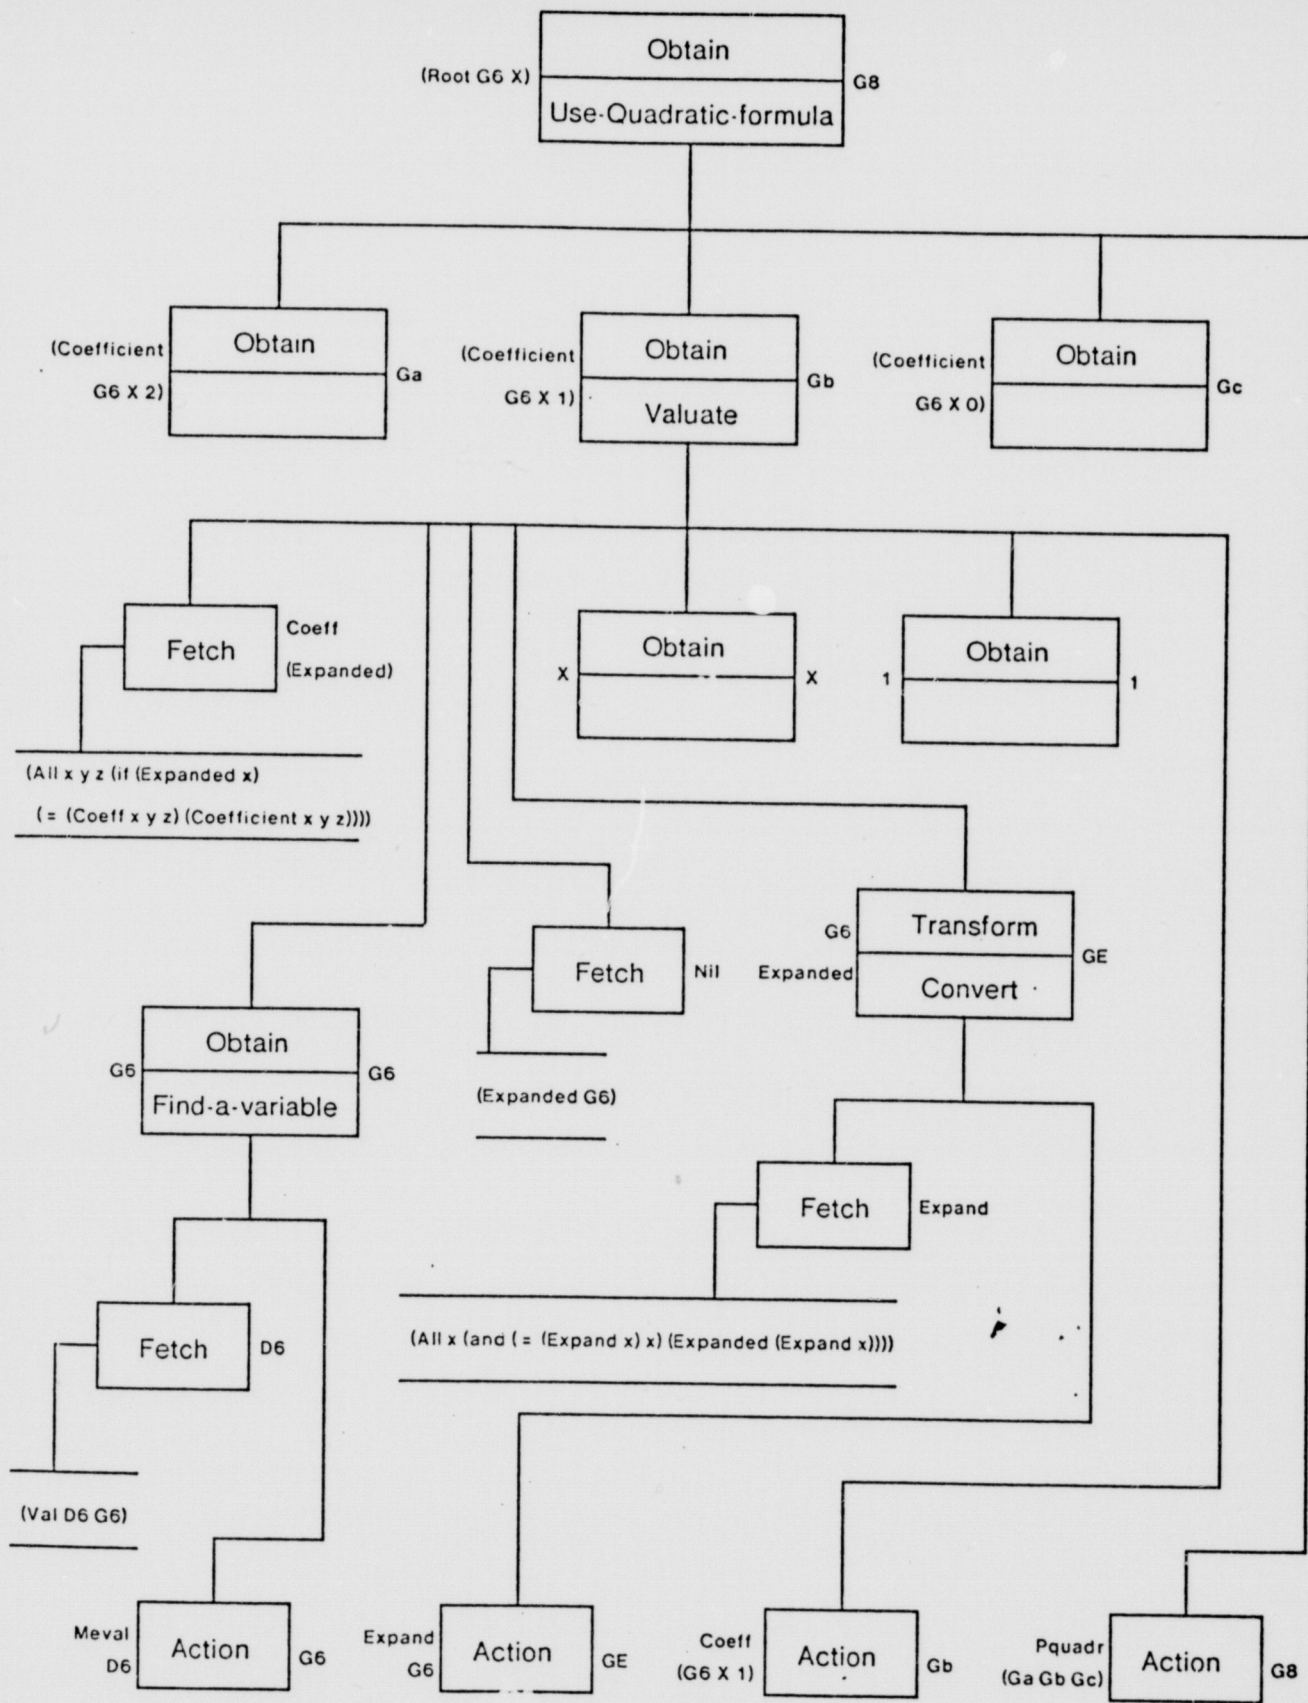 Obtain
(Root G6 X)
G8
Use-Quadratic-formula
Obtain
(Coefficient
G6 X 2)
Ga
Obtain
(Coefficient
G6 X 1)
Gb
Valuate
Obtain
(Coefficient
G6 X 0)
Gc
Fetch
Coeff
(Expanded)
Obtain
X
X
Obtain
1
1
(All x y z (if (Expanded x)
( = (Coeff x y z) (Coefficient x y z))))
Fetch
Nil
G6
Expanded
Transform
GE
Convert
Obtain
G6
G6
Find-a-variable
(Expanded G6)
Fetch
Expand
Fetch
D6
(All x (and ( = (Expand x) x) (Expanded (Expand x))))
(Val D6 G6)
Meval
D6
Action
G6
Expand
G6
Action
GE
Coeff
(G6 X 1)
Action
Gb
Pquadr
(Ga Gb Gc)
Action
G8